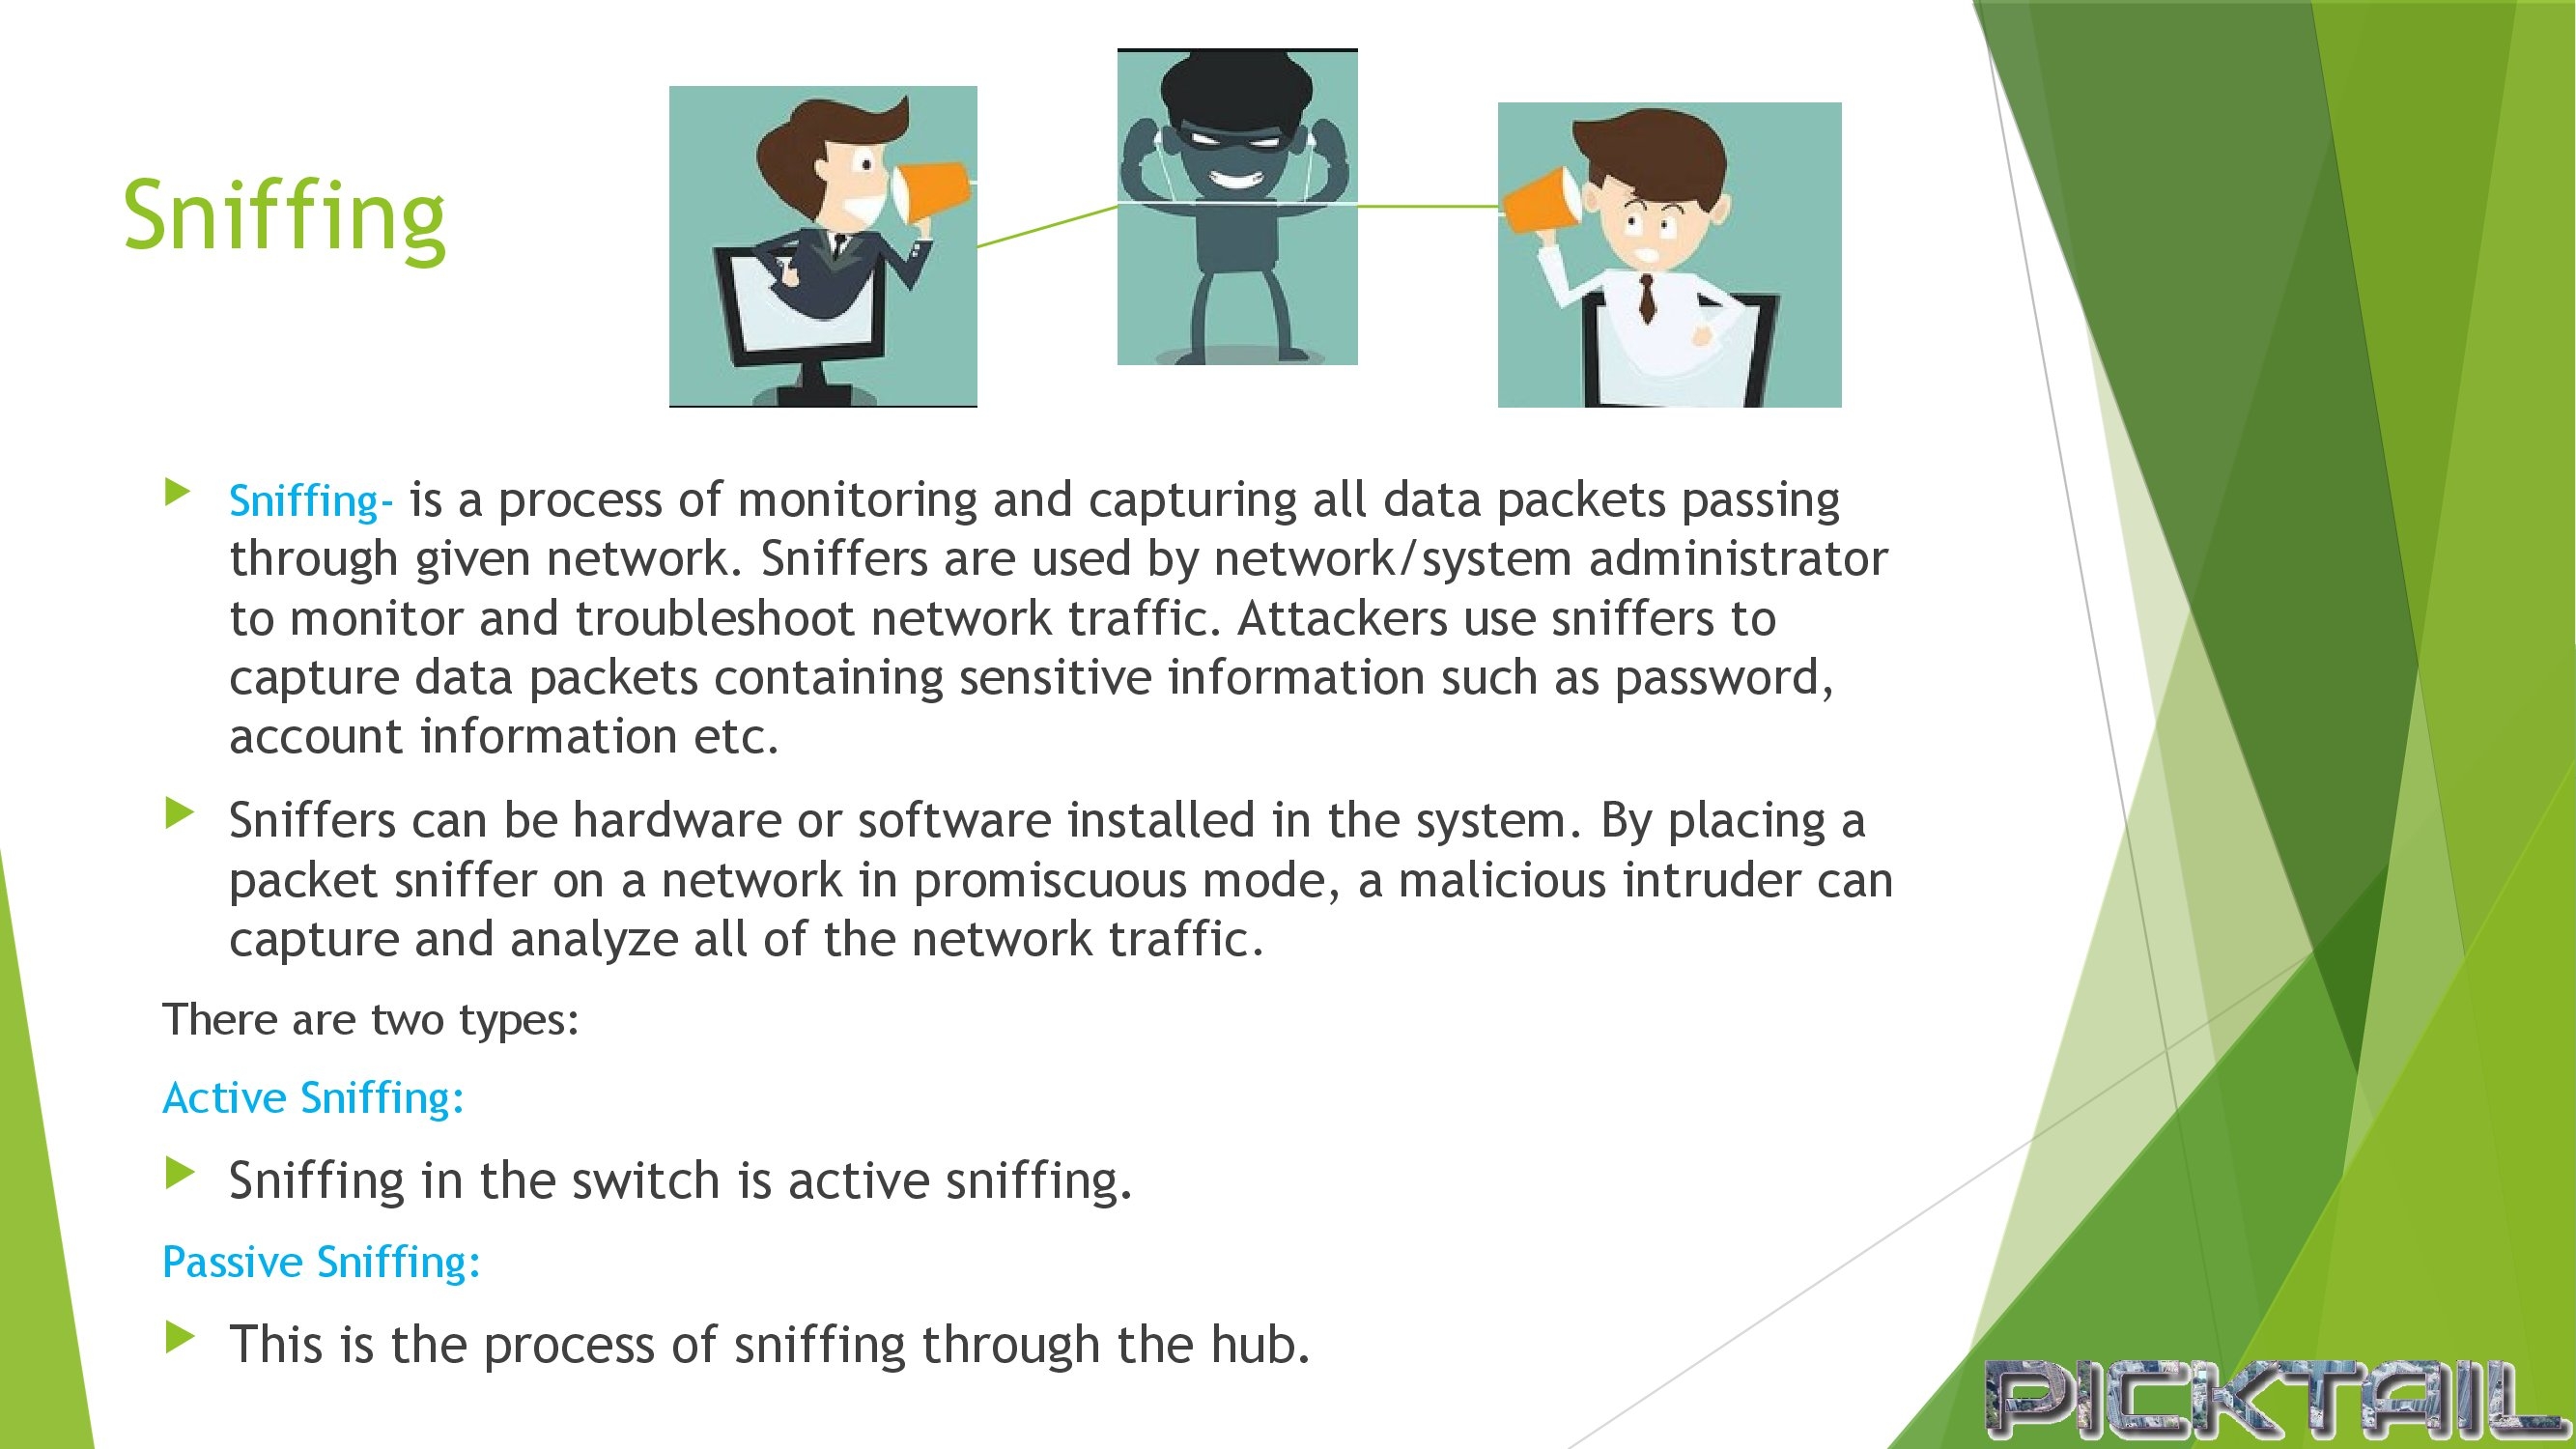 Sniffing
Sniffing- is a process of monitoring and capturing all data packets passing
through given network. Sniffers are used by network/system administrator
to monitor and troubleshoot network traffic. Attackers use sniffers to
capture data packets containing sensitive information such as password,
account information etc.
Sniffers can be hardware or software installed in the system. By placing a
packet sniffer on a network in promiscuous mode, a malicious intruder can
capture and analyze all of the network traffic.
There are two types:
Active Sniffing:
Sniffing in the switch is active sniffing.
Passive Sniffing:
This is the process of sniffing through the hub.
PICKTAIL